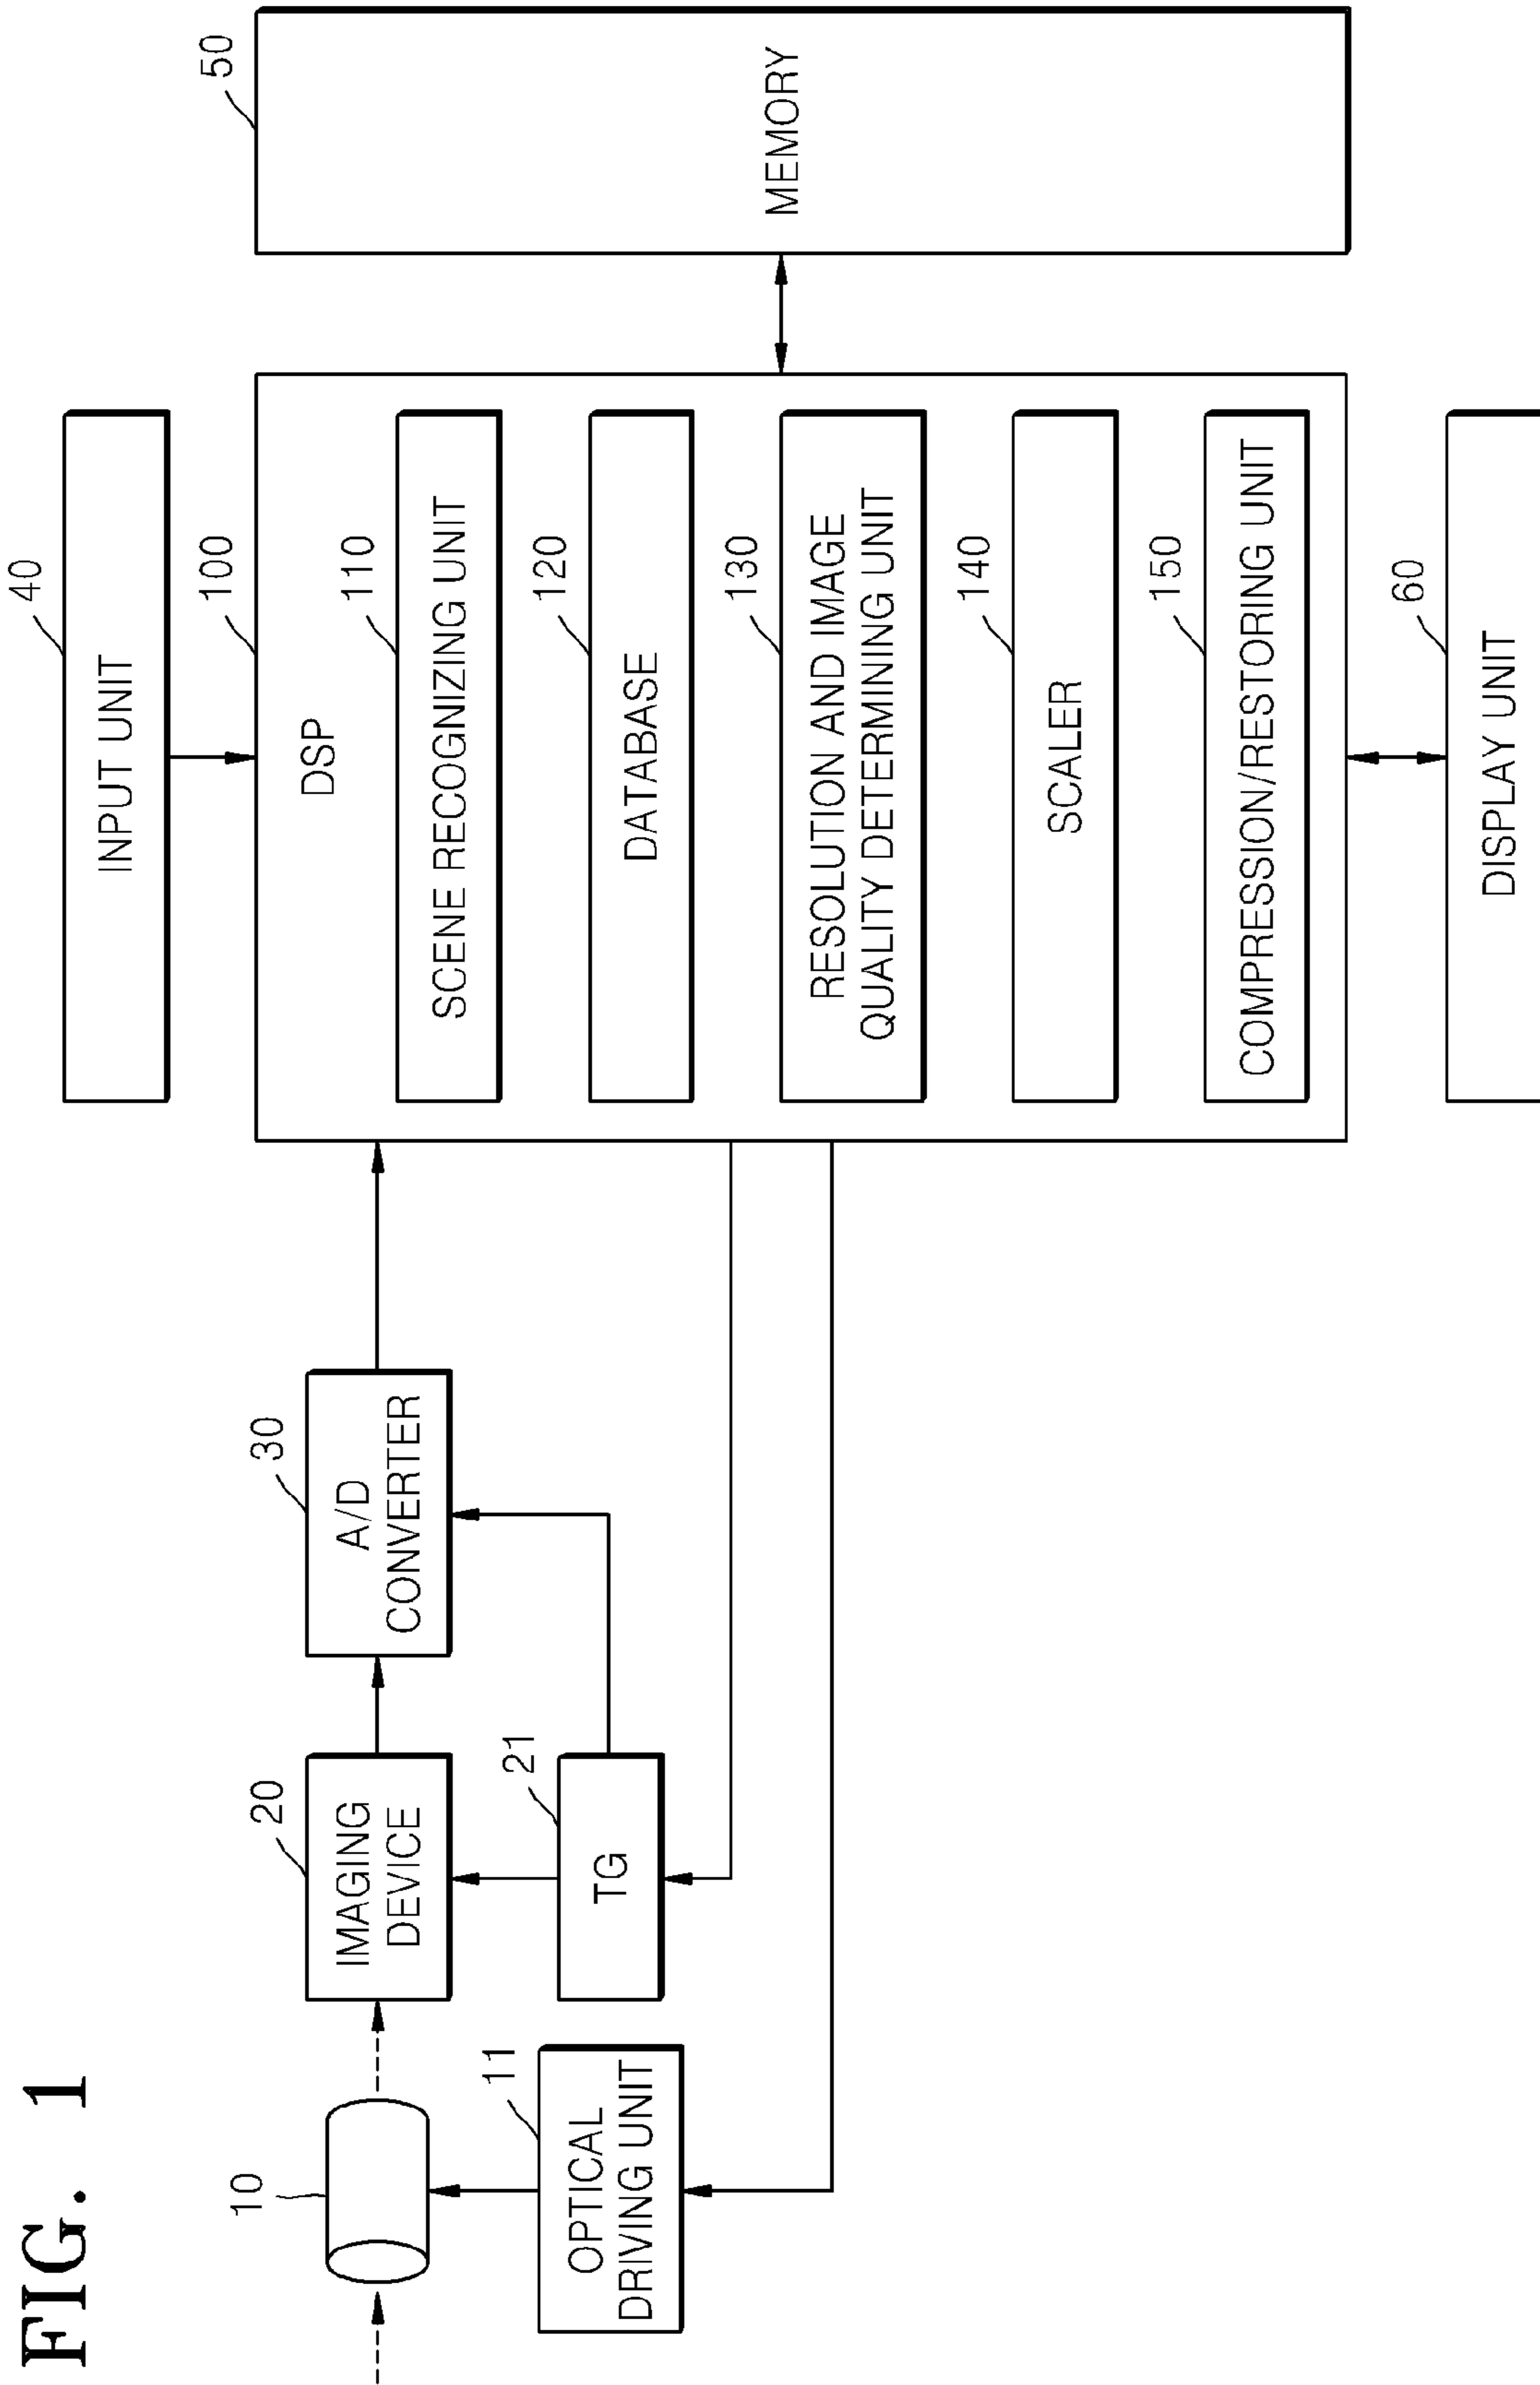 FIG. 1
10
11
OPTICAL
DRIVING UNIT
20
IMAGING
DEVICE
21
TG
30
A/D
CONVERTER
40
INPUT UNIT
100
DSP
110
SCENE RECOGNIZING UNIT
120
DATABASE
130
RESOLUTION AND IMAGE
QUALITY DETERMINING UNIT
140
SCALER
150
COMPRESSION/RESTORING UNIT
60
DISPLAY UNIT
50
MEMORY